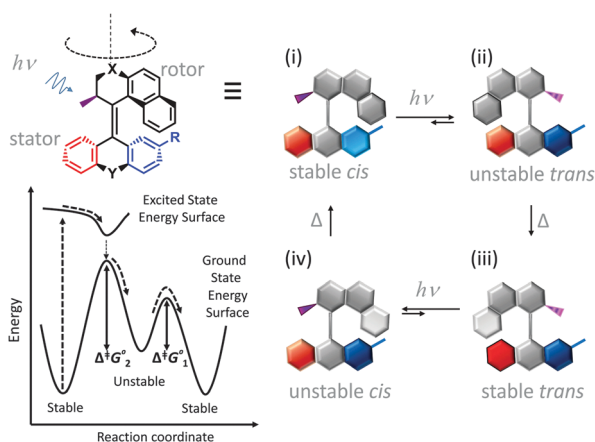 hν
X
rotor
stator
R
Y
≡
(i)
stable cis
hν
(ii)
unstable trans
Δ
Δ
(iv)
unstable cis
hν
(iii)
stable trans
Excited State
Energy Surface
Ground
State
Energy
Surface
Energy
Δ‡G°₂
Δ‡G°₁
Unstable
Stable
Stable
Reaction coordinate